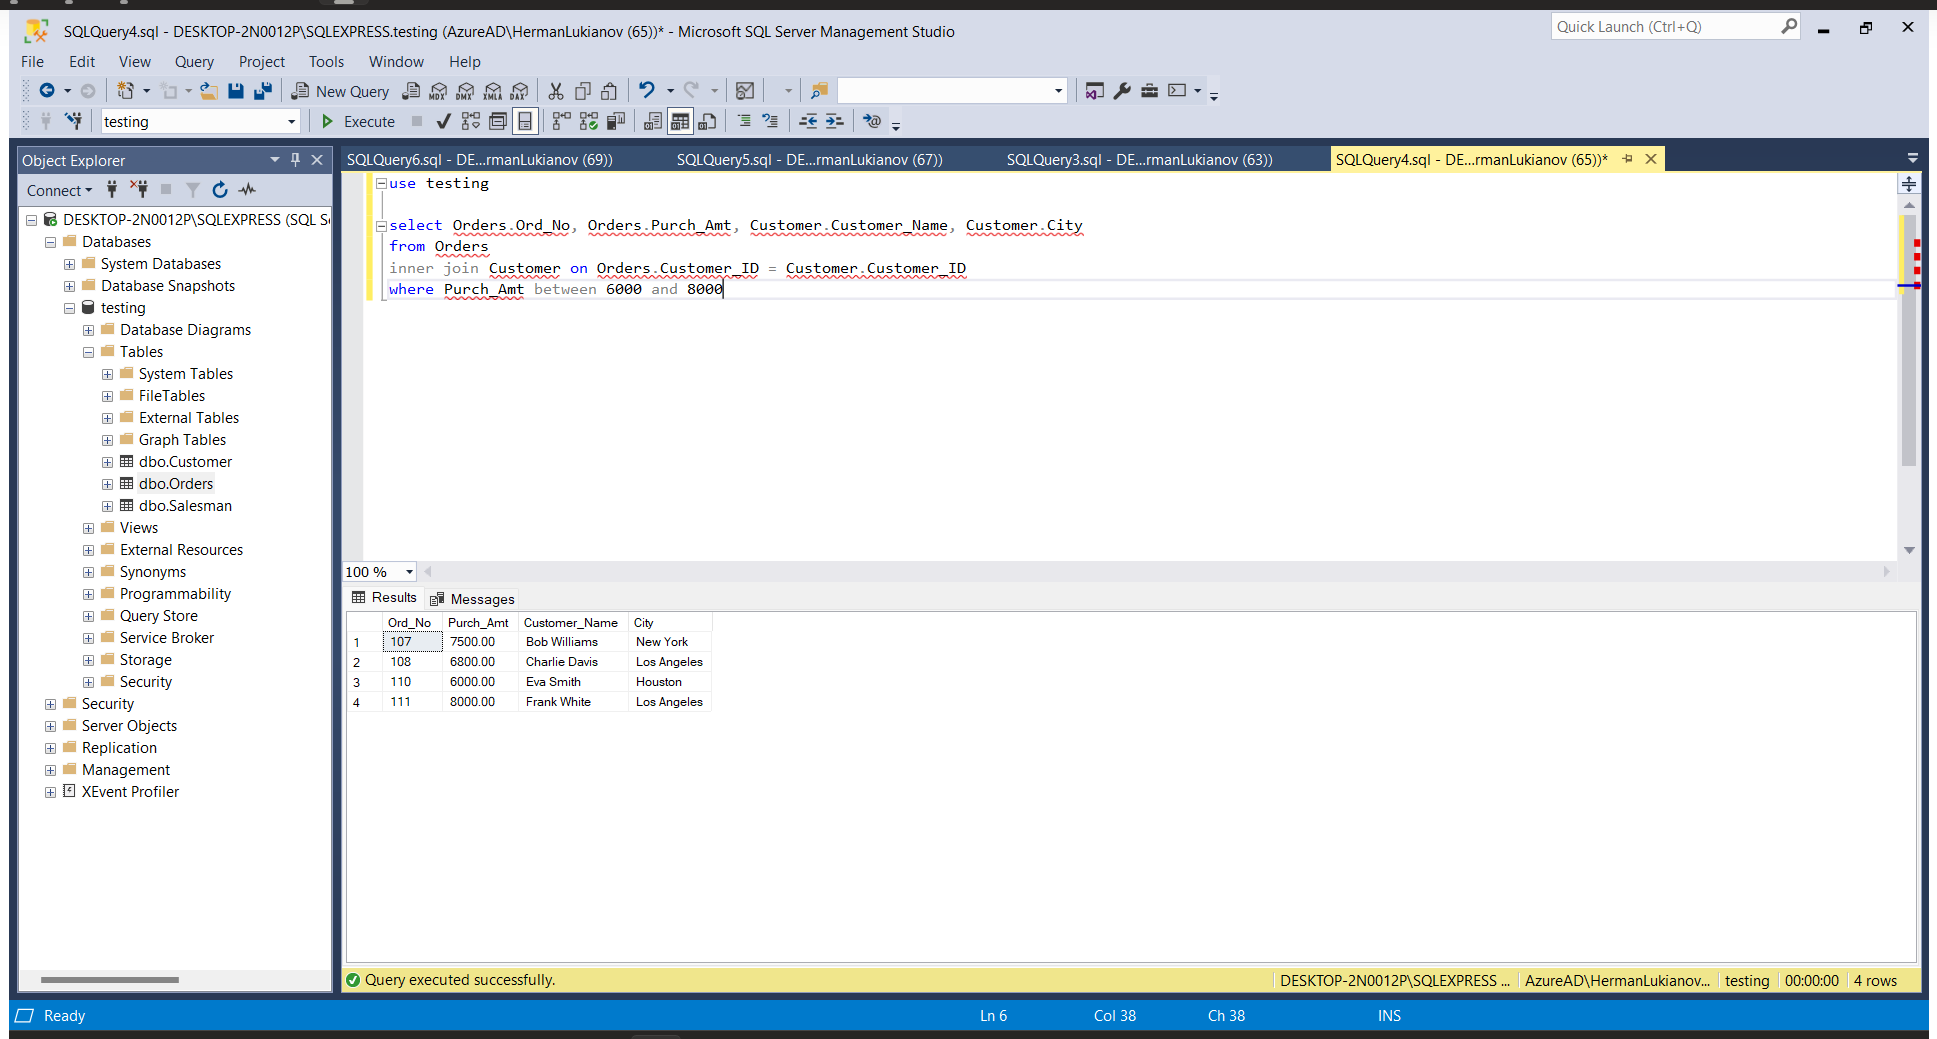 SQLQuery4.sql - DESKTOP-2N0012P\SQLEXPRESS.testing (AzureAD\HermanLukianov (65))* - Microsoft SQL Server Management Studio
Quick Launch (Ctrl+Q)
File Edit View Query Project Tools Window Help
New Query MDX DMX XMLA DAX
testing Execute
Object Explorer
SQLQuery6.sql - DE...rmanLukianov (69)) SQLQuery5.sql - DE...rmanLukianov (67)) SQLQuery3.sql - DE...rmanLukianov (63)) SQLQuery4.sql - DE...rmanLukianov (65))*
Connect
DESKTOP-2N0012P\SQLEXPRESS (SQL S
Databases
System Databases
Database Snapshots
testing
Database Diagrams
Tables
System Tables
FileTables
External Tables
Graph Tables
dbo.Customer
dbo.Orders
dbo.Salesman
Views
External Resources
Synonyms
Programmability
Query Store
Service Broker
Storage
Security
Security
Server Objects
Replication
Management
XEvent Profiler
use testing
select Orders.Ord_No, Orders.Purch_Amt, Customer.Customer_Name, Customer.City
from Orders
inner join Customer on Orders.Customer_ID = Customer.Customer_ID
where Purch_Amt between 6000 and 8000
100 %
Results Messages
Ord_No Purch_Amt Customer_Name City
1 107 7500.00 Bob Williams New York
2 108 6800.00 Charlie Davis Los Angeles
3 110 6000.00 Eva Smith Houston
4 111 8000.00 Frank White Los Angeles
Query executed successfully. DESKTOP-2N0012P\SQLEXPRESS ... AzureAD\HermanLukianov... testing 00:00:00 4 rows
Ready Ln 6 Col 38 Ch 38 INS